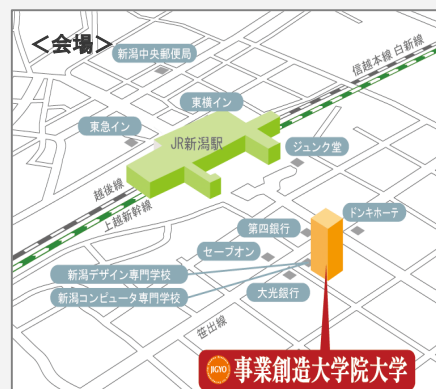 ＜会場＞
新潟中央郵便局
信越本線 白新線
東横イン
東急イン
JR新潟駅
ジュンク堂
越後線
上越新幹線
ドンキホーテ
第四銀行
セーブオン
新潟デザイン専門学校
新潟コンピュータ専門学校
大光銀行
笹出線
JIGYO 事業創造大学院大学